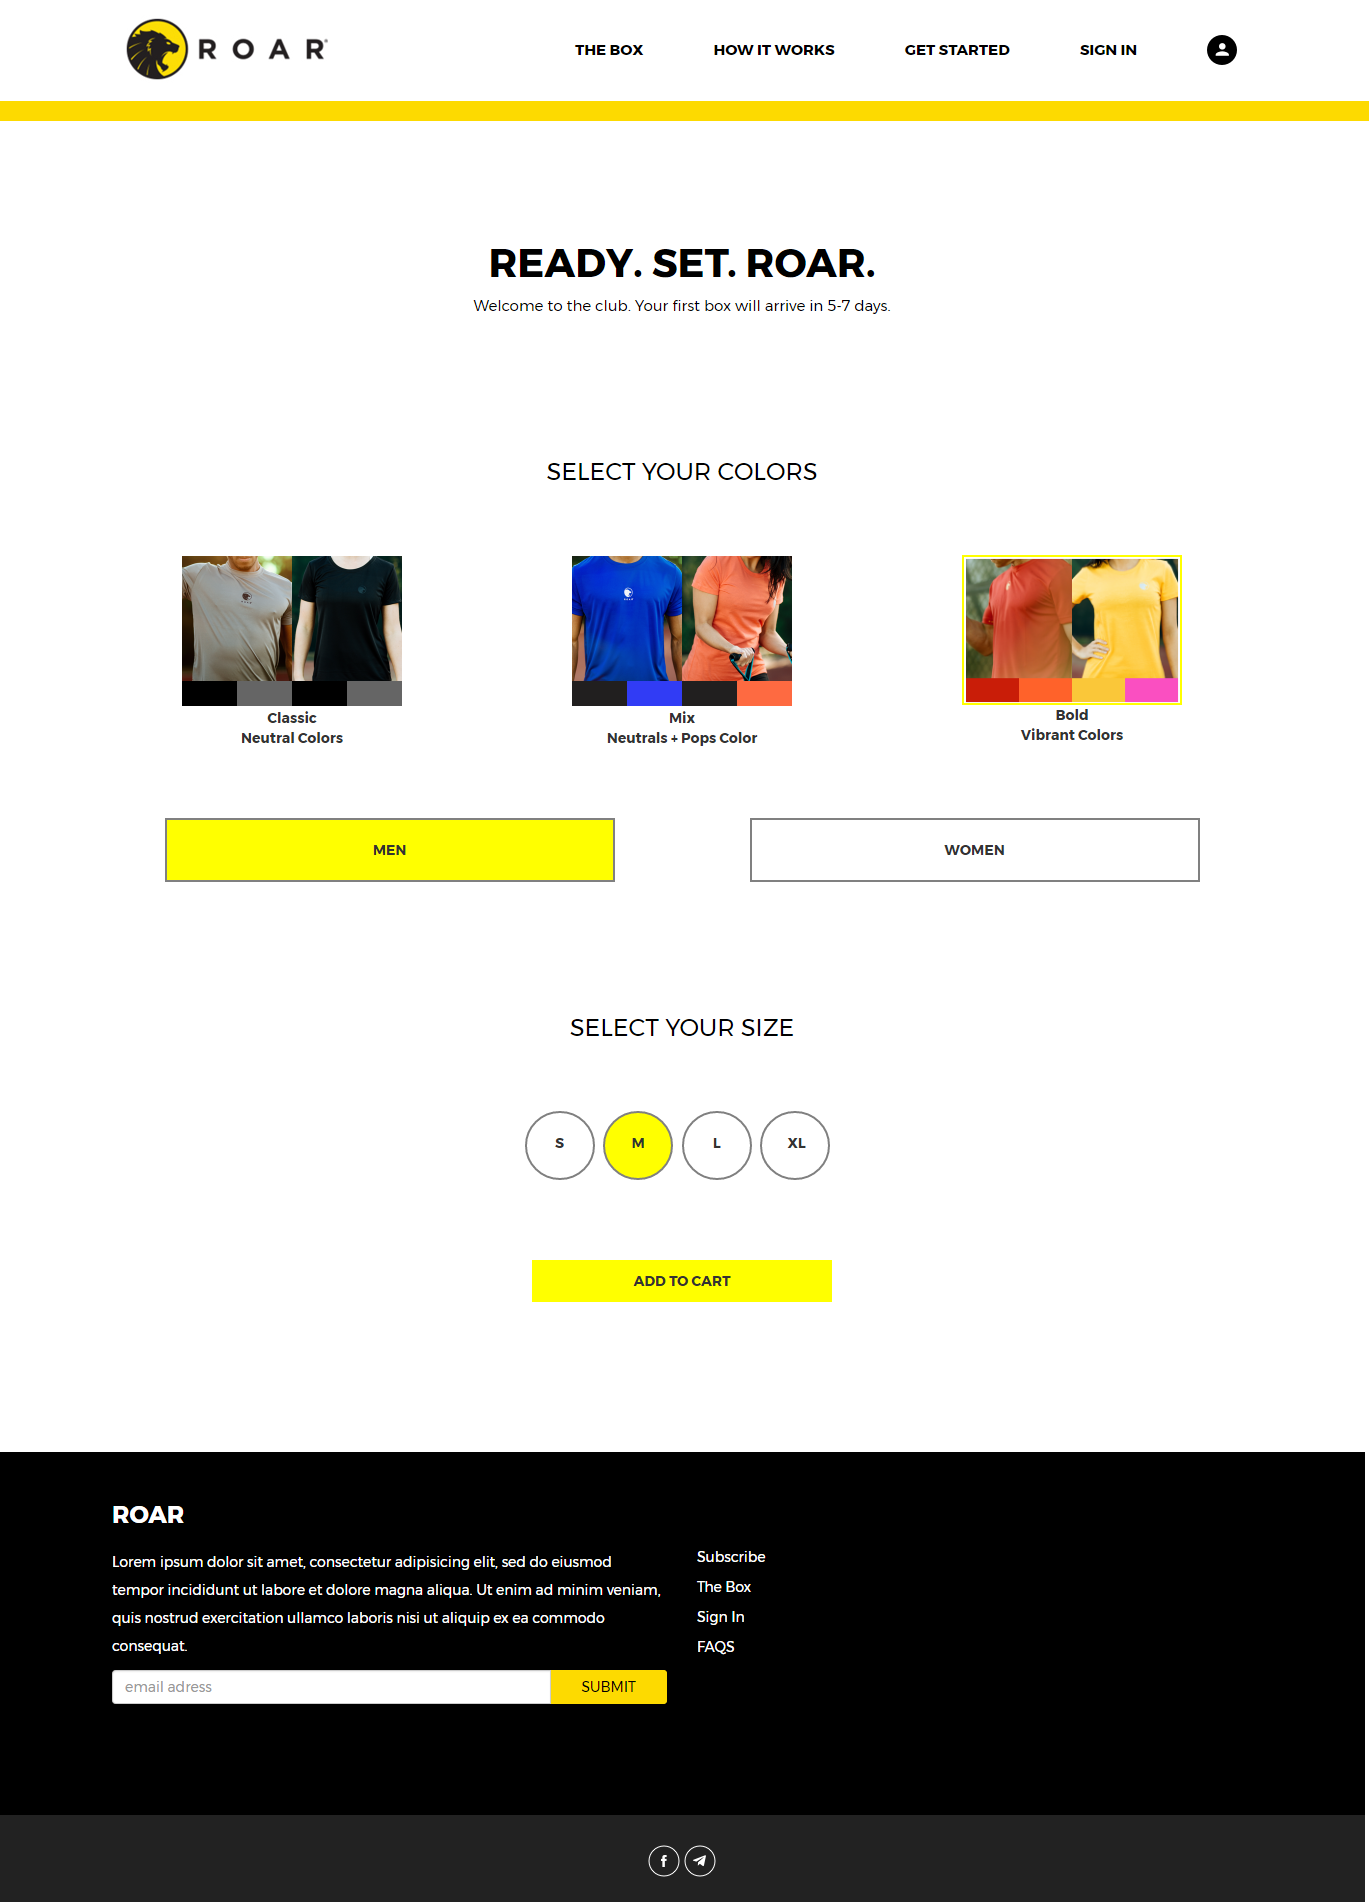 ROAR
THE BOX
HOW IT WORKS
GET STARTED
SIGN IN
READY. SET. ROAR.
Welcome to the club. Your first box will arrive in 5-7 days.
SELECT YOUR COLORS
ROAR
Classic
Neutral Colors
Mix
Neutrals + Pops Color
Bold
Vibrant Colors
MEN
WOMEN
SELECT YOUR SIZE
S
M
L
XL
ADD TO CART
ROAR
Lorem ipsum dolor sit amet, consectetur adipisicing elit, sed do eiusmod
tempor incididunt ut labore et dolore magna aliqua. Ut enim ad minim veniam,
quis nostrud exercitation ullamco laboris nisi ut aliquip ex ea commodo
consequat.
email adress
SUBMIT
Subscribe
The Box
Sign In
FAQS